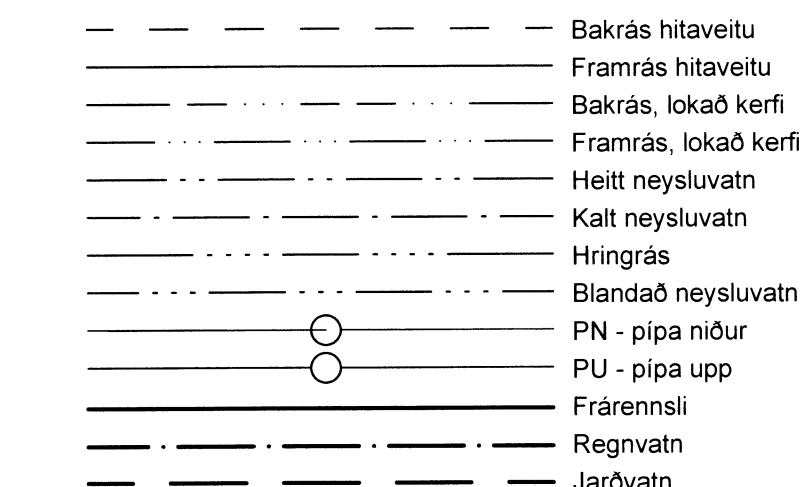 Bakrás hitaveitu
Framrás hitaveitu
Bakrás, lokað kerfi
Framrás, lokað kerfi
Heitt neysluvatn
Kalt neysluvatn
Hringrás
Blandað neysluvatn
PN - pípa niður
PU - pípa upp
Frárennsli
Regnvatn
Jarðvatn